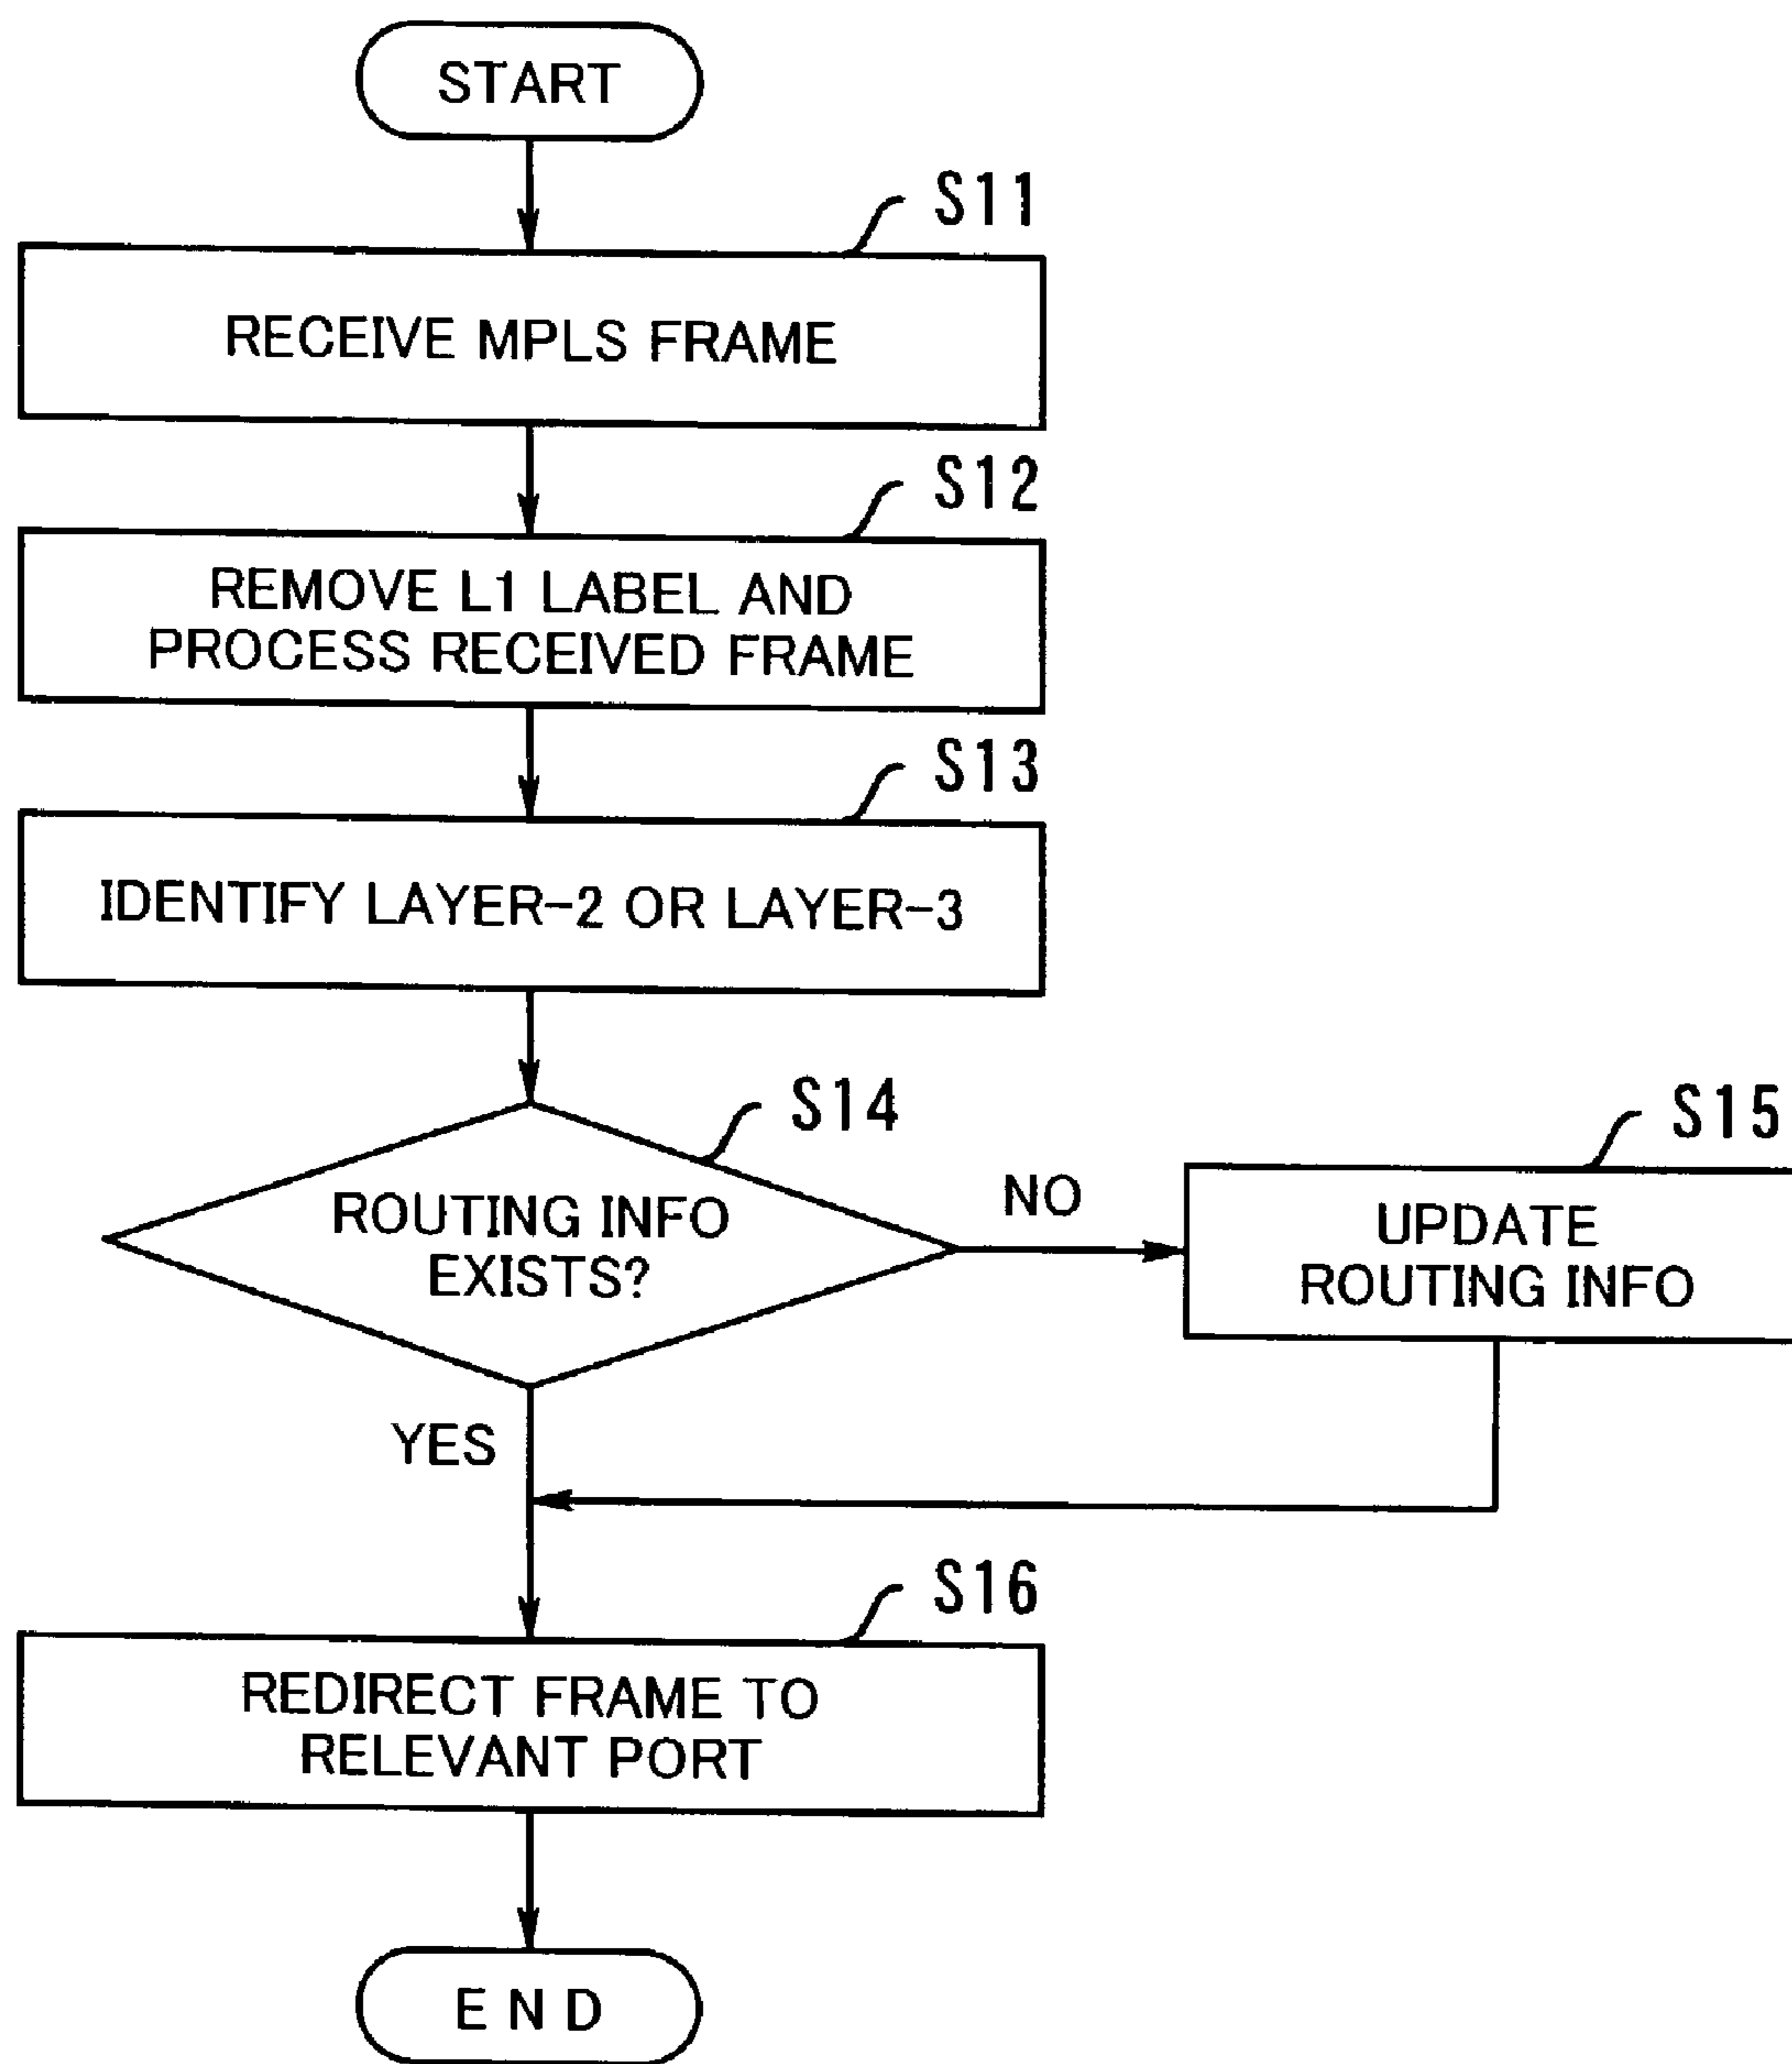 START
S11
RECEIVE MPLS FRAME
S12
REMOVE L1 LABEL AND
PROCESS RECEIVED FRAME
S13
IDENTIFY LAYER-2 OR LAYER-3
S14
ROUTING INFO
EXISTS?
NO
S15
UPDATE
ROUTING INFO
YES
S16
REDIRECT FRAME TO
RELEVANT PORT
END